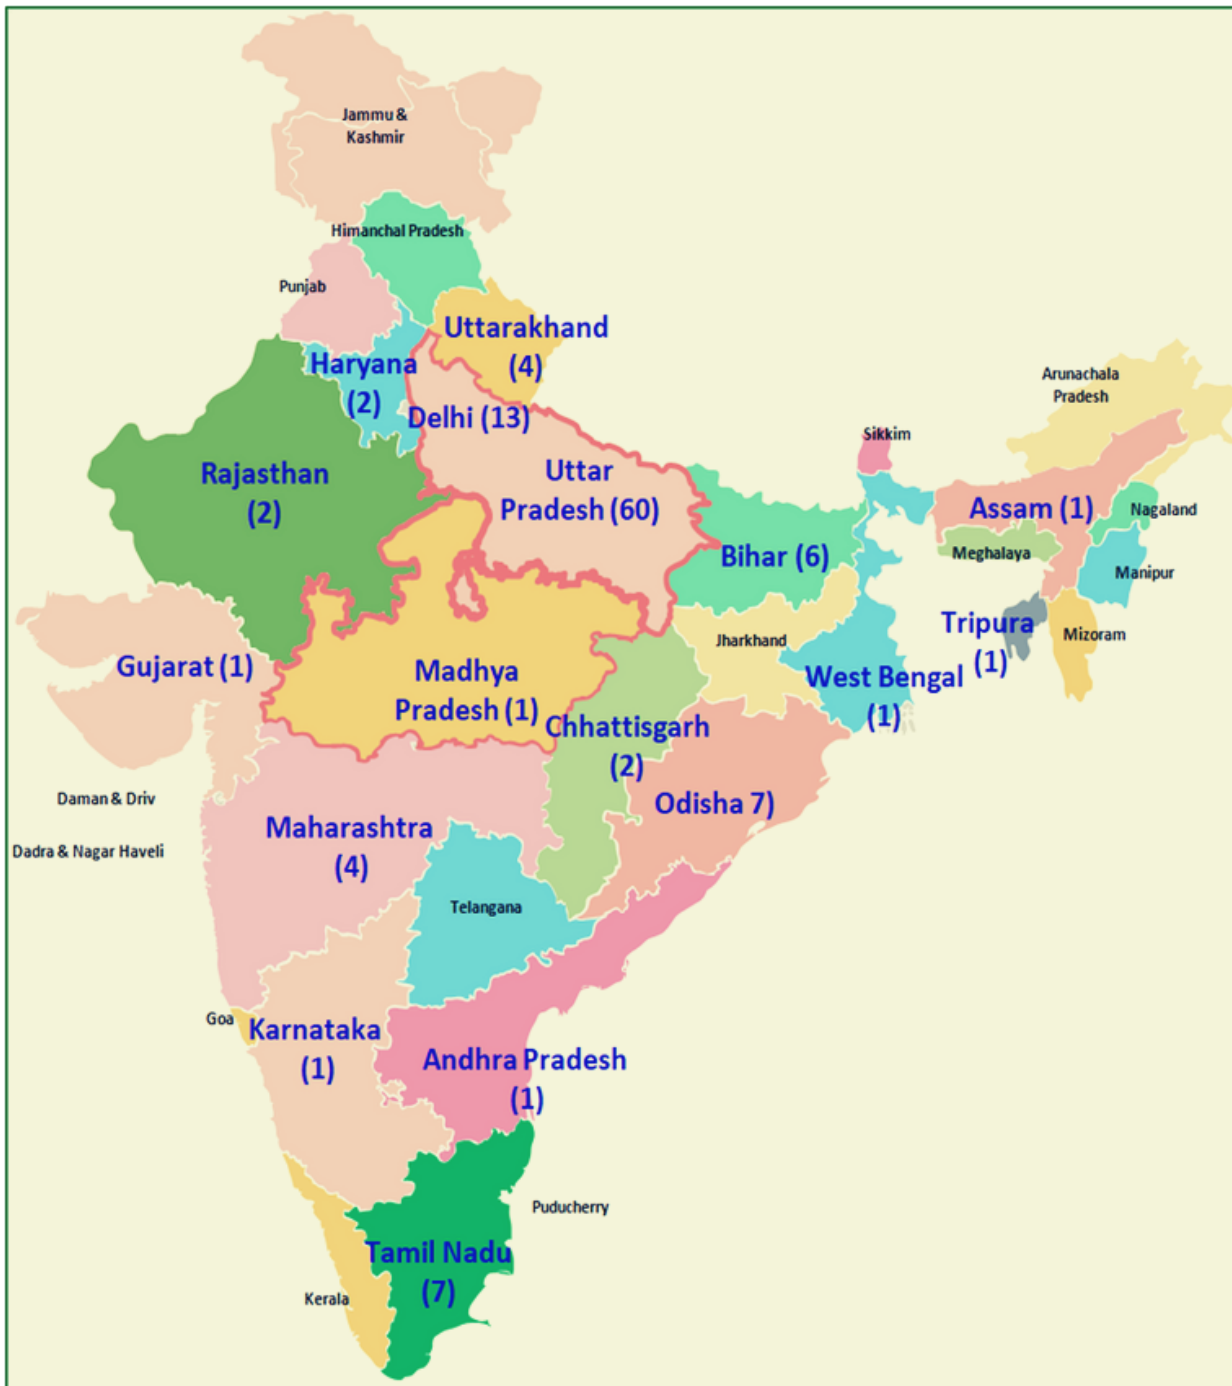 Jammu &
Kashmir
Himanchal Pradesh
Punjab
Uttarakhand
(4)
Haryana
(2)
Delhi (13)
Arunachala
Pradesh
Sikkim
Rajasthan
(2)
Uttar
Pradesh (60)
Assam (1)
Nagaland
Bihar (6)
Meghalaya
Manipur
Jharkhand
Tripura
(1)
Mizoram
Gujarat (1)
Madhya
Pradesh (1)
West Bengal
(1)
Chhattisgarh
(2)
Odisha 7)
Daman & Driv
Maharashtra
(4)
Dadra & Nagar Haveli
Telangana
Goa
Karnataka
(1)
Andhra Pradesh
(1)
Puducherry
Tamil Nadu
(7)
Kerala